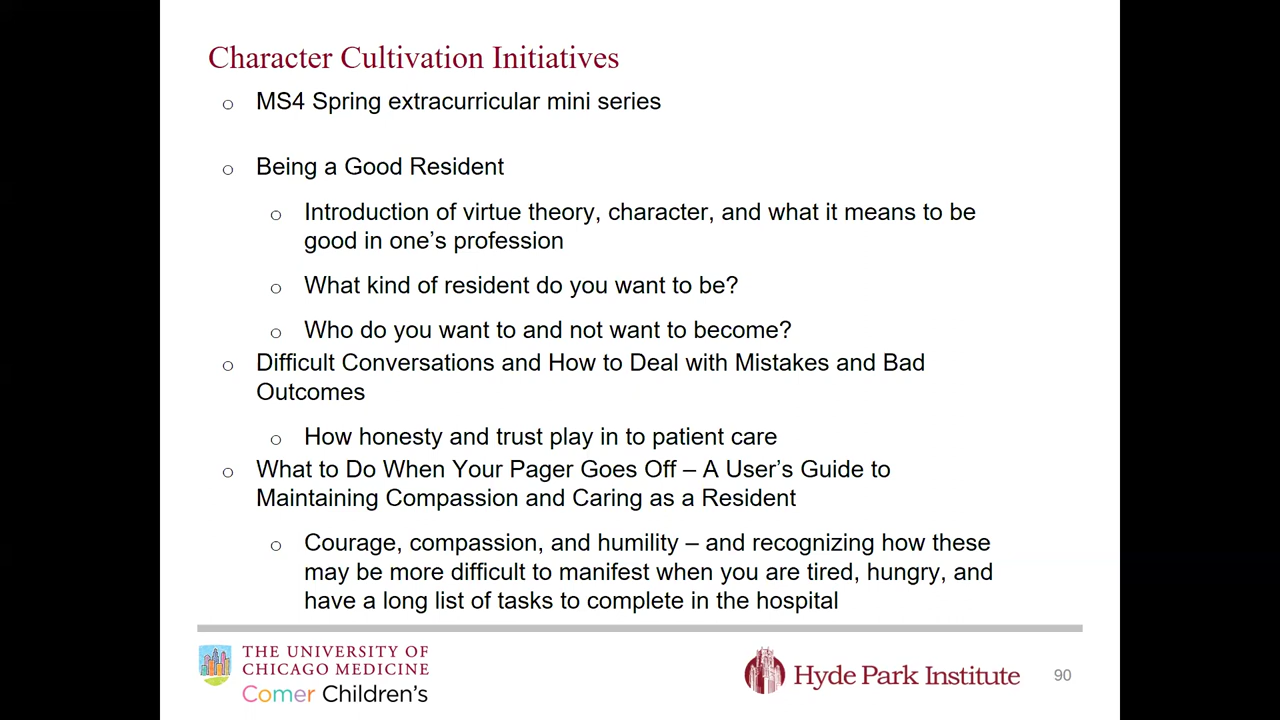 Character Cultivation Initiatives
○ MS4 Spring extracurricular mini series
○ Being a Good Resident
○ Introduction of virtue theory, character, and what it means to be
good in one’s profession
○ What kind of resident do you want to be?
○ Who do you want to and not want to become?
○ Difficult Conversations and How to Deal with Mistakes and Bad
Outcomes
○ How honesty and trust play in to patient care
○ What to Do When Your Pager Goes Off – A User’s Guide to
Maintaining Compassion and Caring as a Resident
○ Courage, compassion, and humility – and recognizing how these
may be more difficult to manifest when you are tired, hungry, and
have a long list of tasks to complete in the hospital
THE UNIVERSITY OF
CHICAGO MEDICINE
Comer Children's
Hyde Park Institute
90